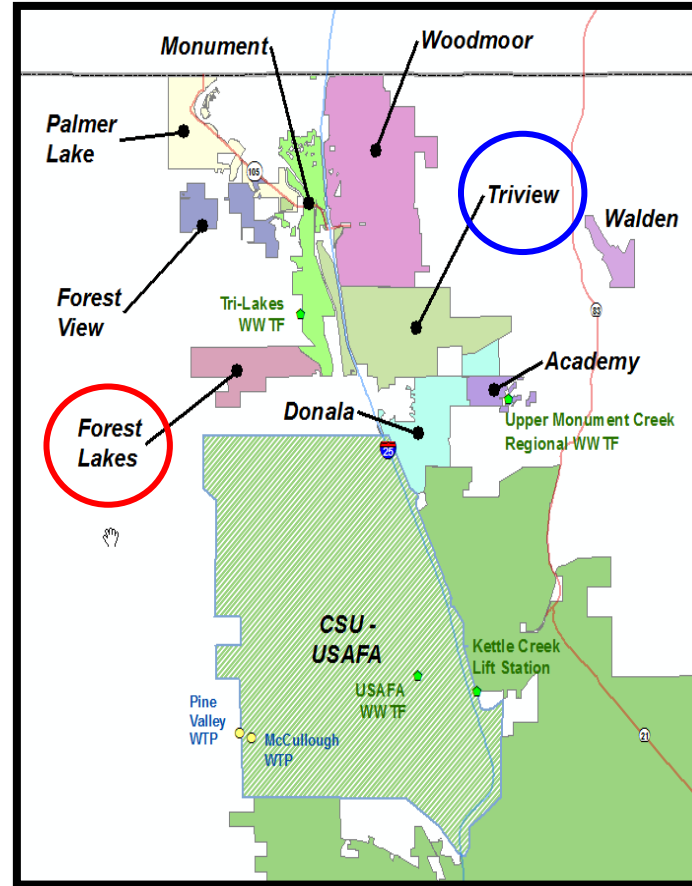 Monument
Woodmoor
Palmer
Lake
105
Triview
Walden
Forest
View
Tri-Lakes
WWTF
83
Academy
Forest
Lakes
Donala
Upper Monument Creek
Regional WWTF
25
CSU -
USAFA
Kettle Creek
Lift Station
USAFA
WWTF
Pine
Valley
WTP
McCullough
WTP
21